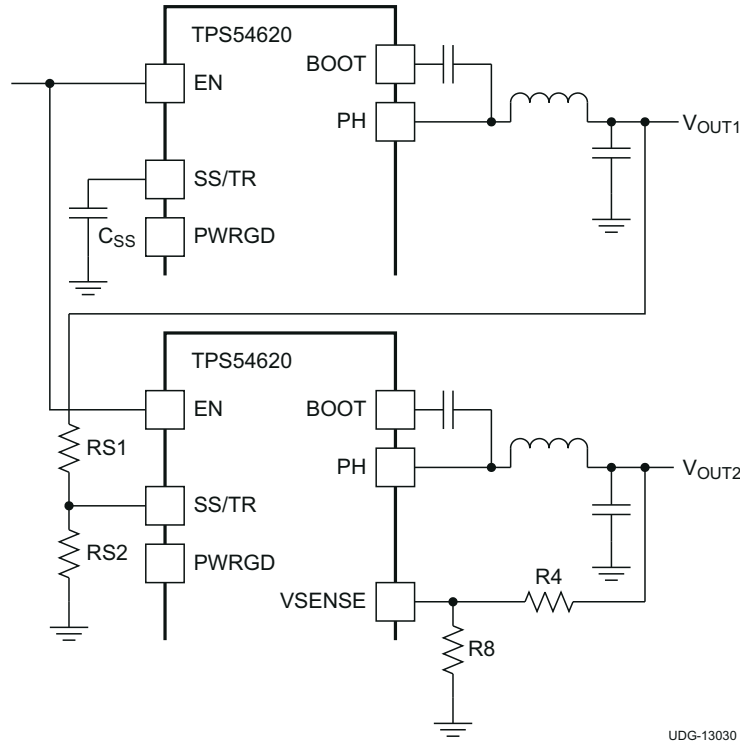 TPS54620
BOOT
EN
PH
VOUT1
SS/TR
CSS
PWRGD
TPS54620
EN
BOOT
RS1
PH
VOUT2
SS/TR
RS2
PWRGD
R4
VSENSE
R8
UDG-13030